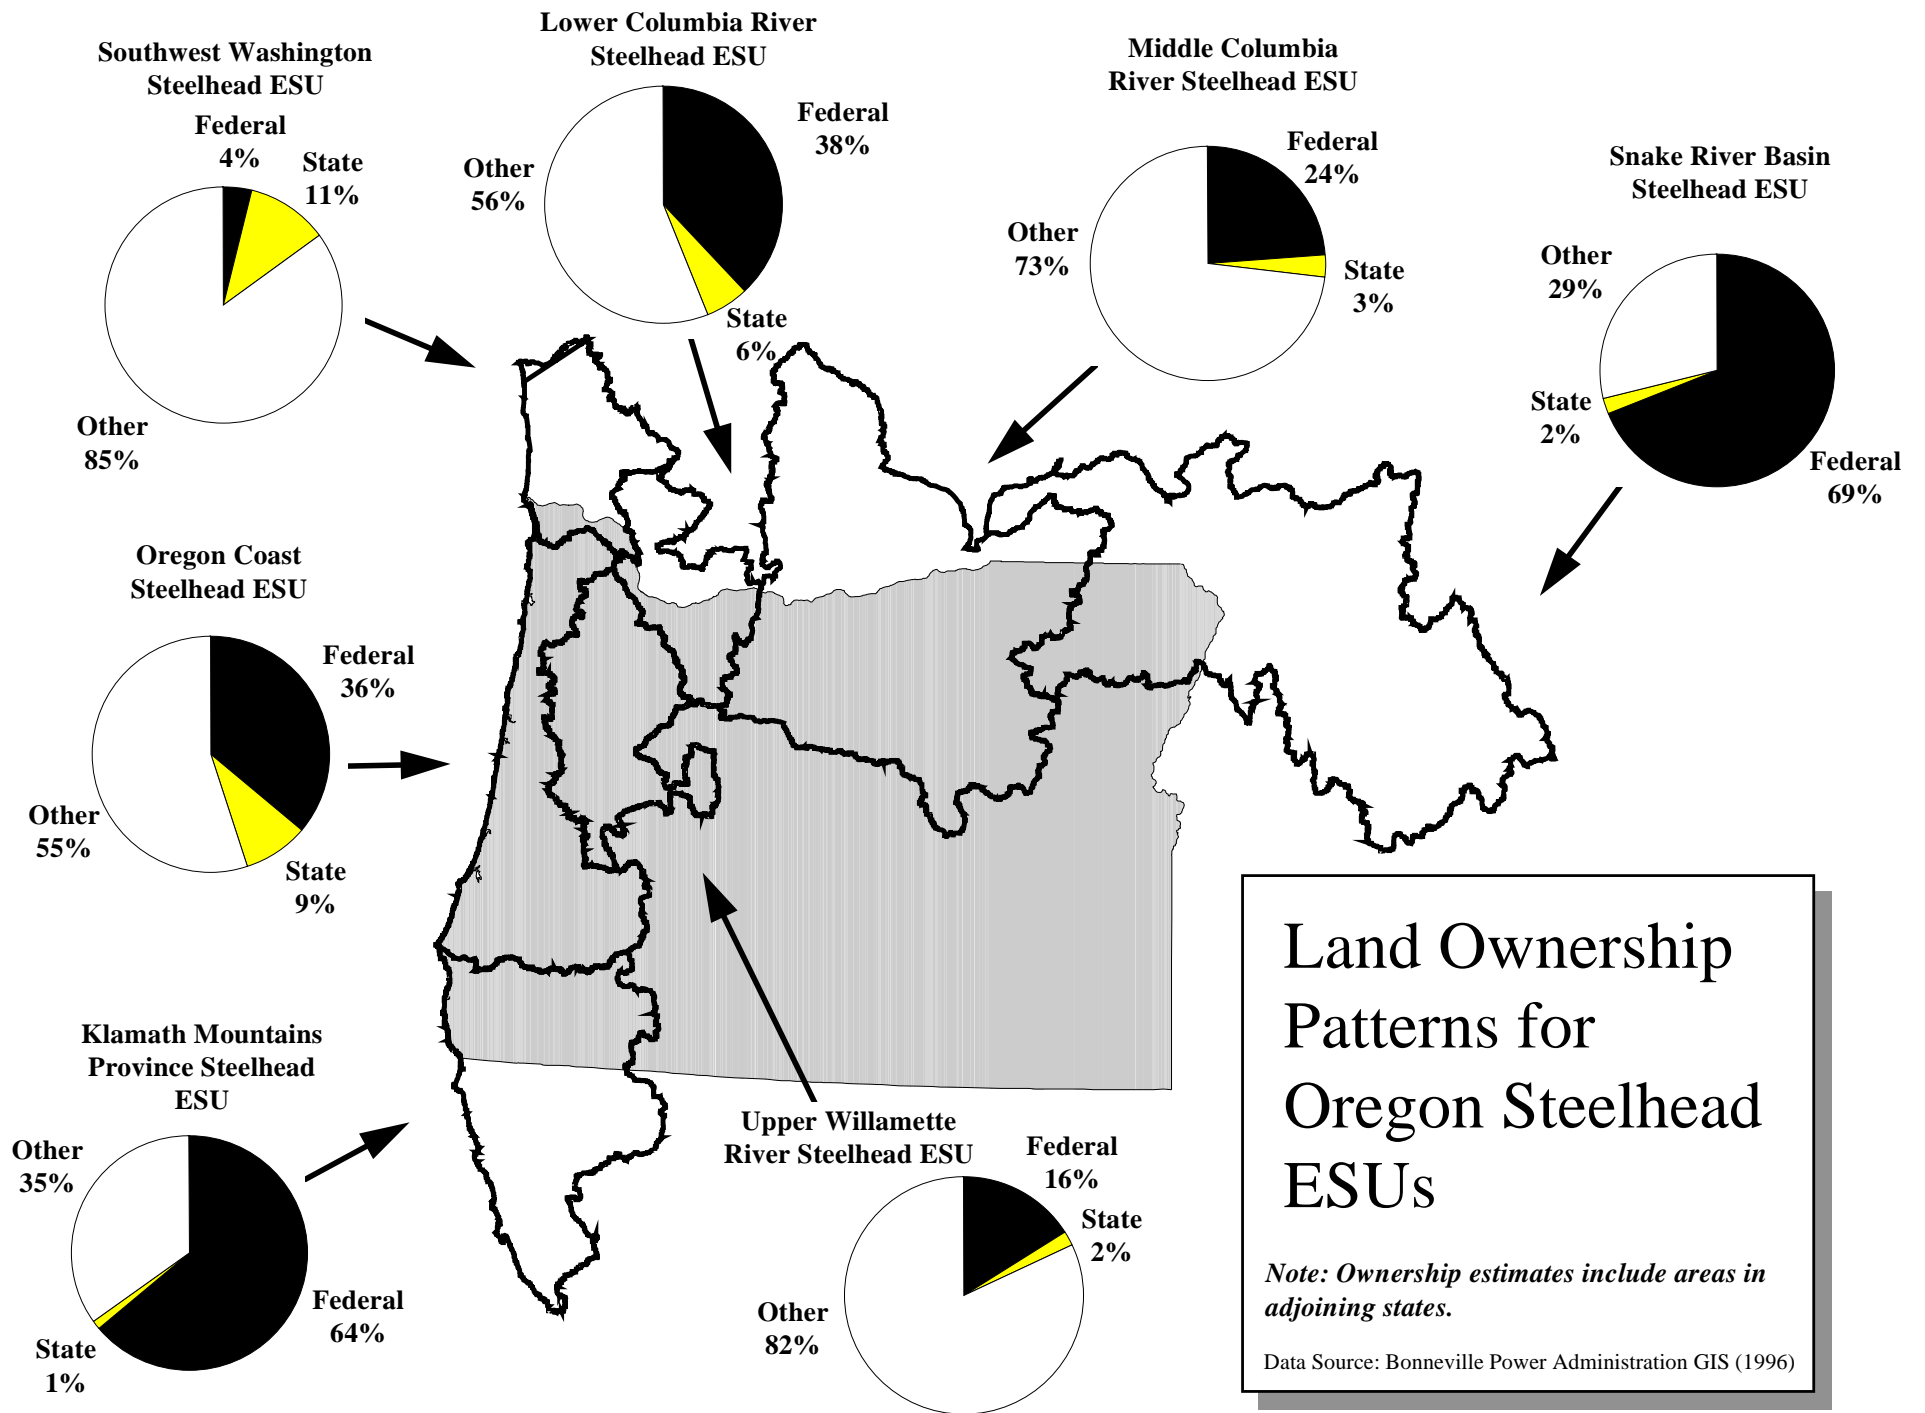 Southwest Washington
Steelhead ESU
Federal
4%
State
11%
Other
85%
Lower Columbia River
Steelhead ESU
Federal
38%
Other
56%
State
6%
Middle Columbia
River Steelhead ESU
Federal
24%
Other
73%
State
3%
Snake River Basin
Steelhead ESU
Other
29%
State
2%
Federal
69%
Oregon Coast
Steelhead ESU
Federal
36%
Other
55%
State
9%
Klamath Mountains
Province Steelhead
ESU
Other
35%
Federal
64%
State
1%
Upper Willamette
River Steelhead ESU
Federal
16%
State
2%
Other
82%
Land Ownership
Patterns for
Oregon Steelhead
ESUs
Note: Ownership estimates include areas in
adjoining states.
Data Source: Bonneville Power Administration GIS (1996)